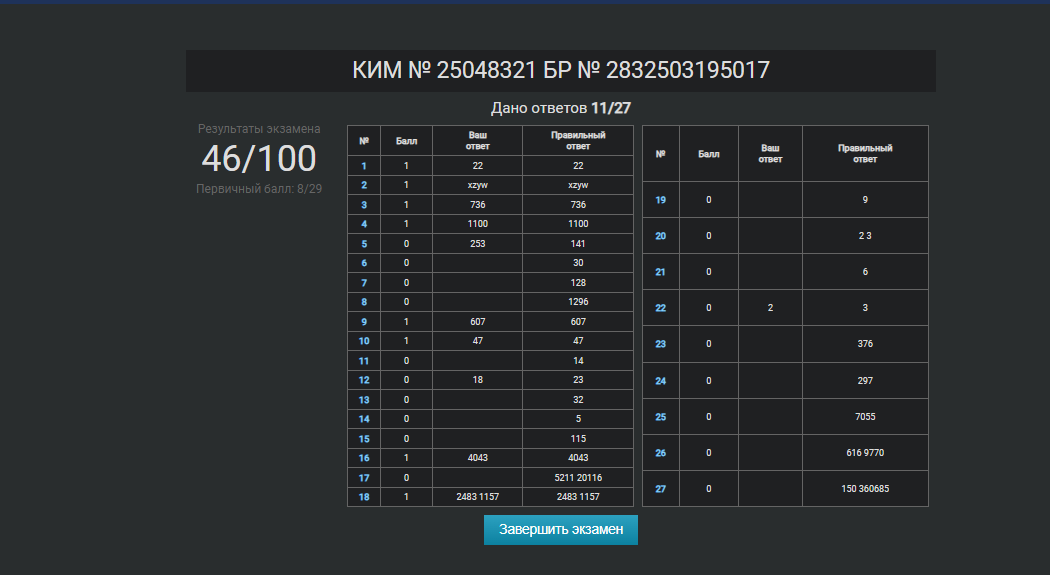 КИМ № 25048321 БР № 2832503195017
Дано ответов 11/27
Результаты экзамена
46/100
Первичный балл: 8/29
№ Балл Ваш ответ Правильный ответ
1 1 22 22
2 1 xzyw xzyw
3 1 736 736
4 1 1100 1100
5 0 253 141
6 0 30
7 0 128
8 0 1296
9 1 607 607
10 1 47 47
11 0 14
12 0 18 23
13 0 32
14 0 5
15 0 115
16 1 4043 4043
17 0 5211 20116
18 1 2483 1157 2483 1157
№ Балл Ваш ответ Правильный ответ
19 0 9
20 0 2 3
21 0 6
22 0 2 3
23 0 376
24 0 297
25 0 7055
26 0 616 9770
27 0 150 360685
Завершить экзамен